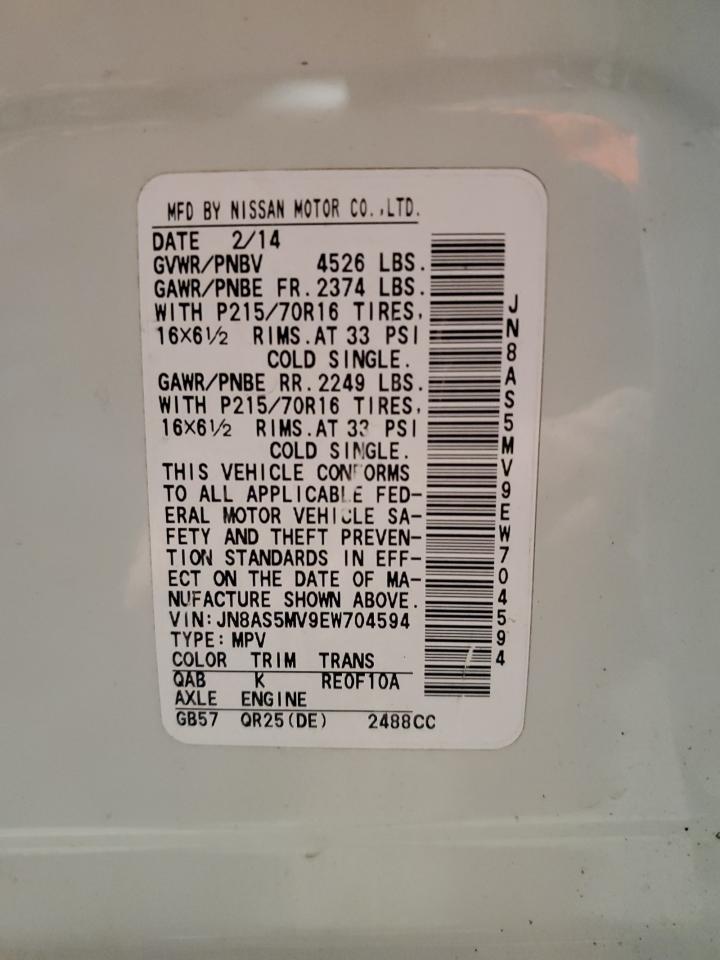 MFD BY NISSAN MOTOR CO.,LTD.
DATE 2/14
GVWR/PNBV 4526 LBS.
GAWR/PNBE FR.2374 LBS.
WITH P215/70R16 TIRES,
16X6½ RIMS.AT 33 PSI
COLD SINGLE.
GAWR/PNBE RR.2249 LBS.
WITH P215/70R16 TIRES,
16X6½ RIMS.AT 33 PSI
COLD SINGLE.
THIS VEHICLE CONFORMS
TO ALL APPLICABLE FED-
ERAL MOTOR VEHICLE SA-
FETY AND THEFT PREVEN-
TION STANDARDS IN EFF-
ECT ON THE DATE OF MA-
NUFACTURE SHOWN ABOVE.
VIN:JN8AS5MV9EW704594
TYPE:MPV
COLOR TRIM TRANS
QAB K RE0F10A
AXLE ENGINE
GB57 QR25(DE) 2488CC
JN8AS5MV9EW704594